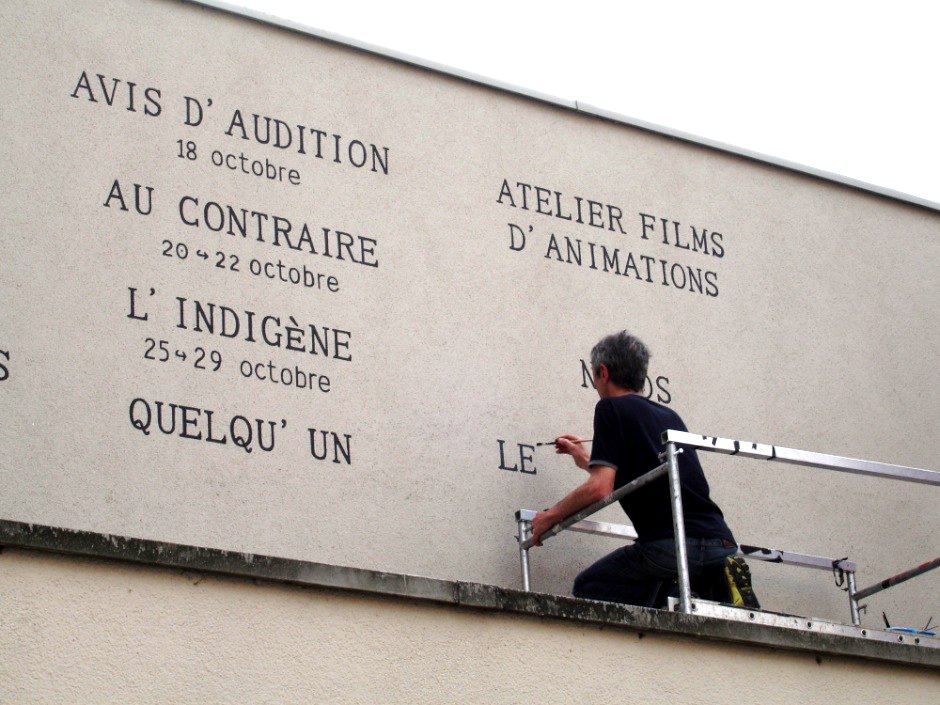 AVIS D'AUDITION
18 octobre
AU CONTRAIRE
20 ↪ 22 octobre
L'INDIGÈNE
25 ↪ 29 octobre
QUELQU'UN
ATELIER FILMS
D'ANIMATIONS
LE